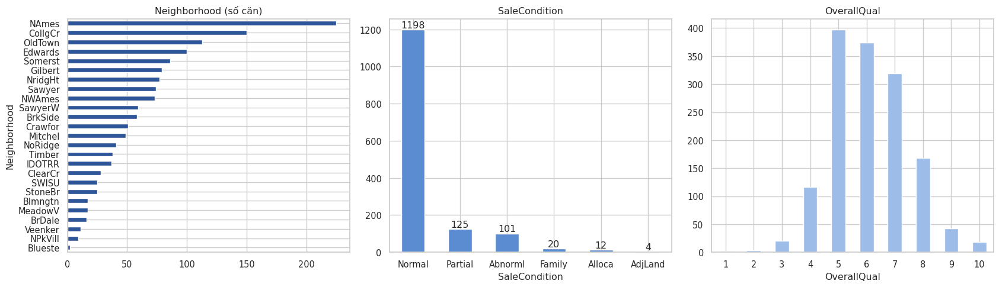 Neighborhood (số căn)
Neighborhood
NAmes
CollgCr
OldTown
Edwards
Somerst
Gilbert
NridgHt
Sawyer
NWAmes
SawyerW
BrkSide
Crawfor
Mitchel
NoRidge
Timber
IDOTRR
ClearCr
SWISU
StoneBr
Blmngtn
MeadowV
BrDale
Veenker
NPkVill
Blueste
0 50 100 150 200
SaleCondition
1200
1000
800
600
400
200
0
1198 125 101 20 12 4
Normal Partial Abnorml Family Alloca AdjLand
SaleCondition
OverallQual
400
350
300
250
200
150
100
50
0
1 2 3 4 5 6 7 8 9 10
OverallQual